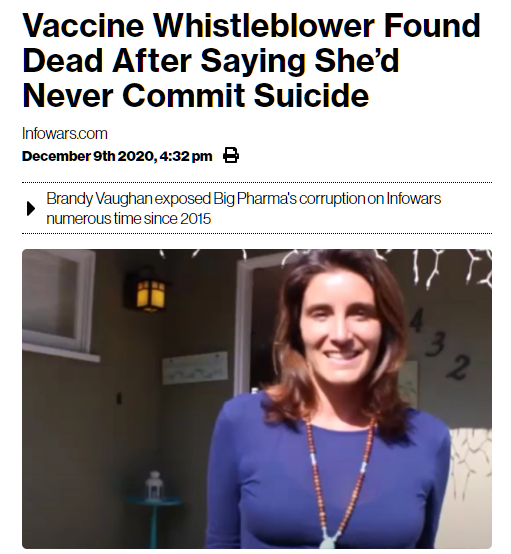 Vaccine Whistleblower Found
Dead After Saying She’d
Never Commit Suicide
Infowars.com
December 9th 2020, 4:32 pm
Brandy Vaughan exposed Big Pharma's corruption on Infowars
numerous time since 2015
4
3
2